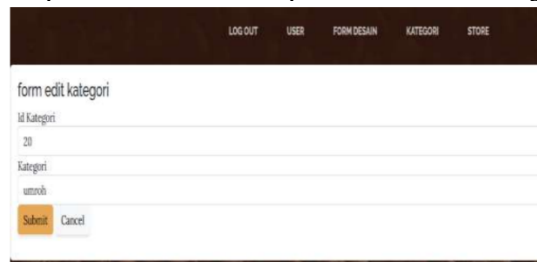 LOG OUT USER FORM DESAIN KATEGORI STORE
form edit kategori
Id Kategori
20
Kategori
umroh
Submit Cancel